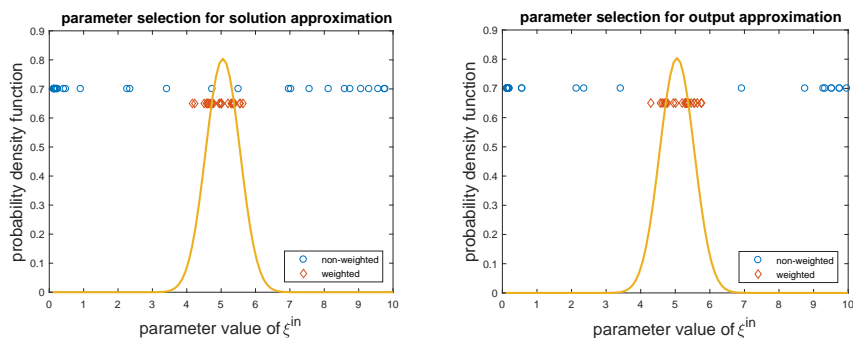 parameter selection for solution approximation
probability density function
0.9
0.8
0.7
0.6
0.5
0.4
0.3
0.2
0.1
0
non-weighted
weighted
0 1 2 3 4 5 6 7 8 9 10
parameter value of ξ^in
parameter selection for output approximation
probability density function
0.9
0.8
0.7
0.6
0.5
0.4
0.3
0.2
0.1
0
non-weighted
weighted
0 1 2 3 4 5 6 7 8 9 10
parameter value of ξ^in